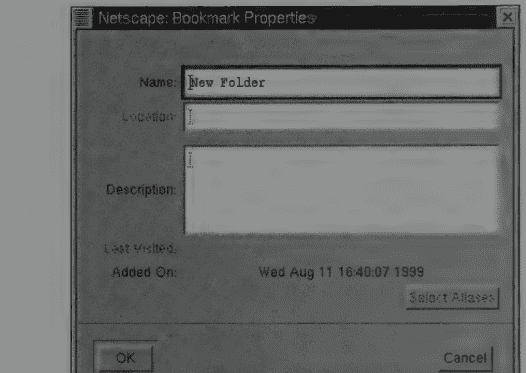 Netscape: Bookmark Properties
Name: New Folder
Location:
Description:
Last Visited:
Added On: Wed Aug 11 16:40:07 1999
Select Aliases
OK Cancel